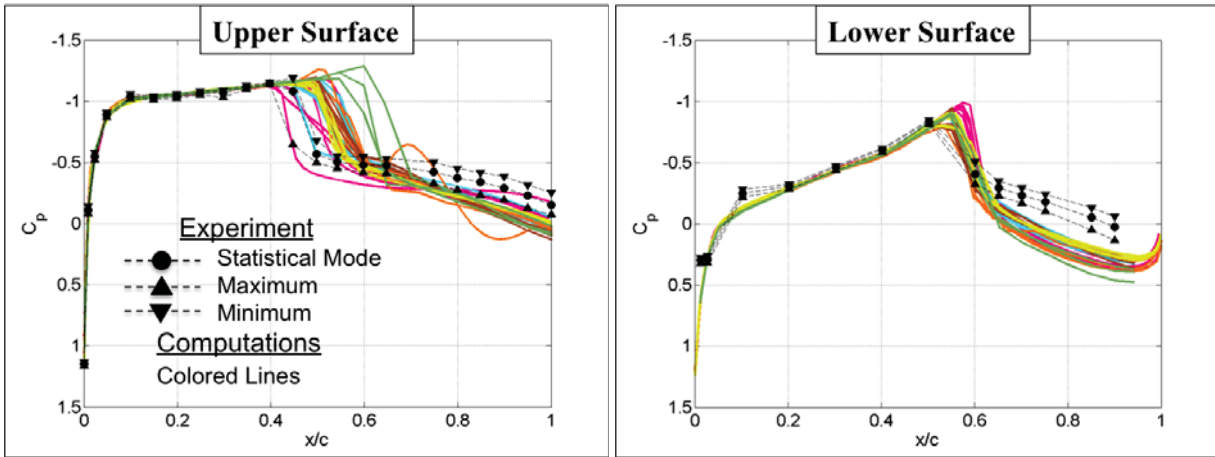 Upper Surface
-1.5
-1
-0.5
0
0.5
1
1.5
Cp
0
0.2
0.4
0.6
0.8
1
x/c
Experiment
Statistical Mode
Maximum
Minimum
Computations
Colored Lines
Lower Surface
-1.5
-1
-0.5
0
0.5
1
1.5
Cp
0
0.2
0.4
0.6
0.8
1
x/c